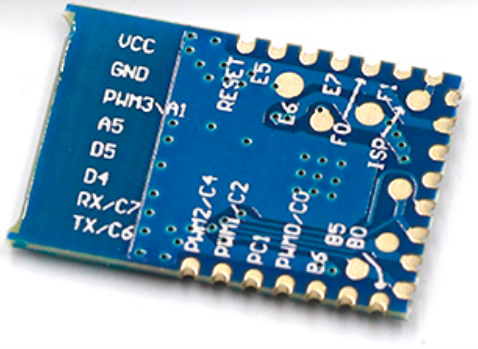 VCC
GND
PWM3\A1
A5
D5
D4
RX/C7
TX/C6
RESET
E5
E6
E7
F0
F1
ISP
PWM2/C4
PWM1/C2
PC1
PWM0/C0
B6
B5
B0